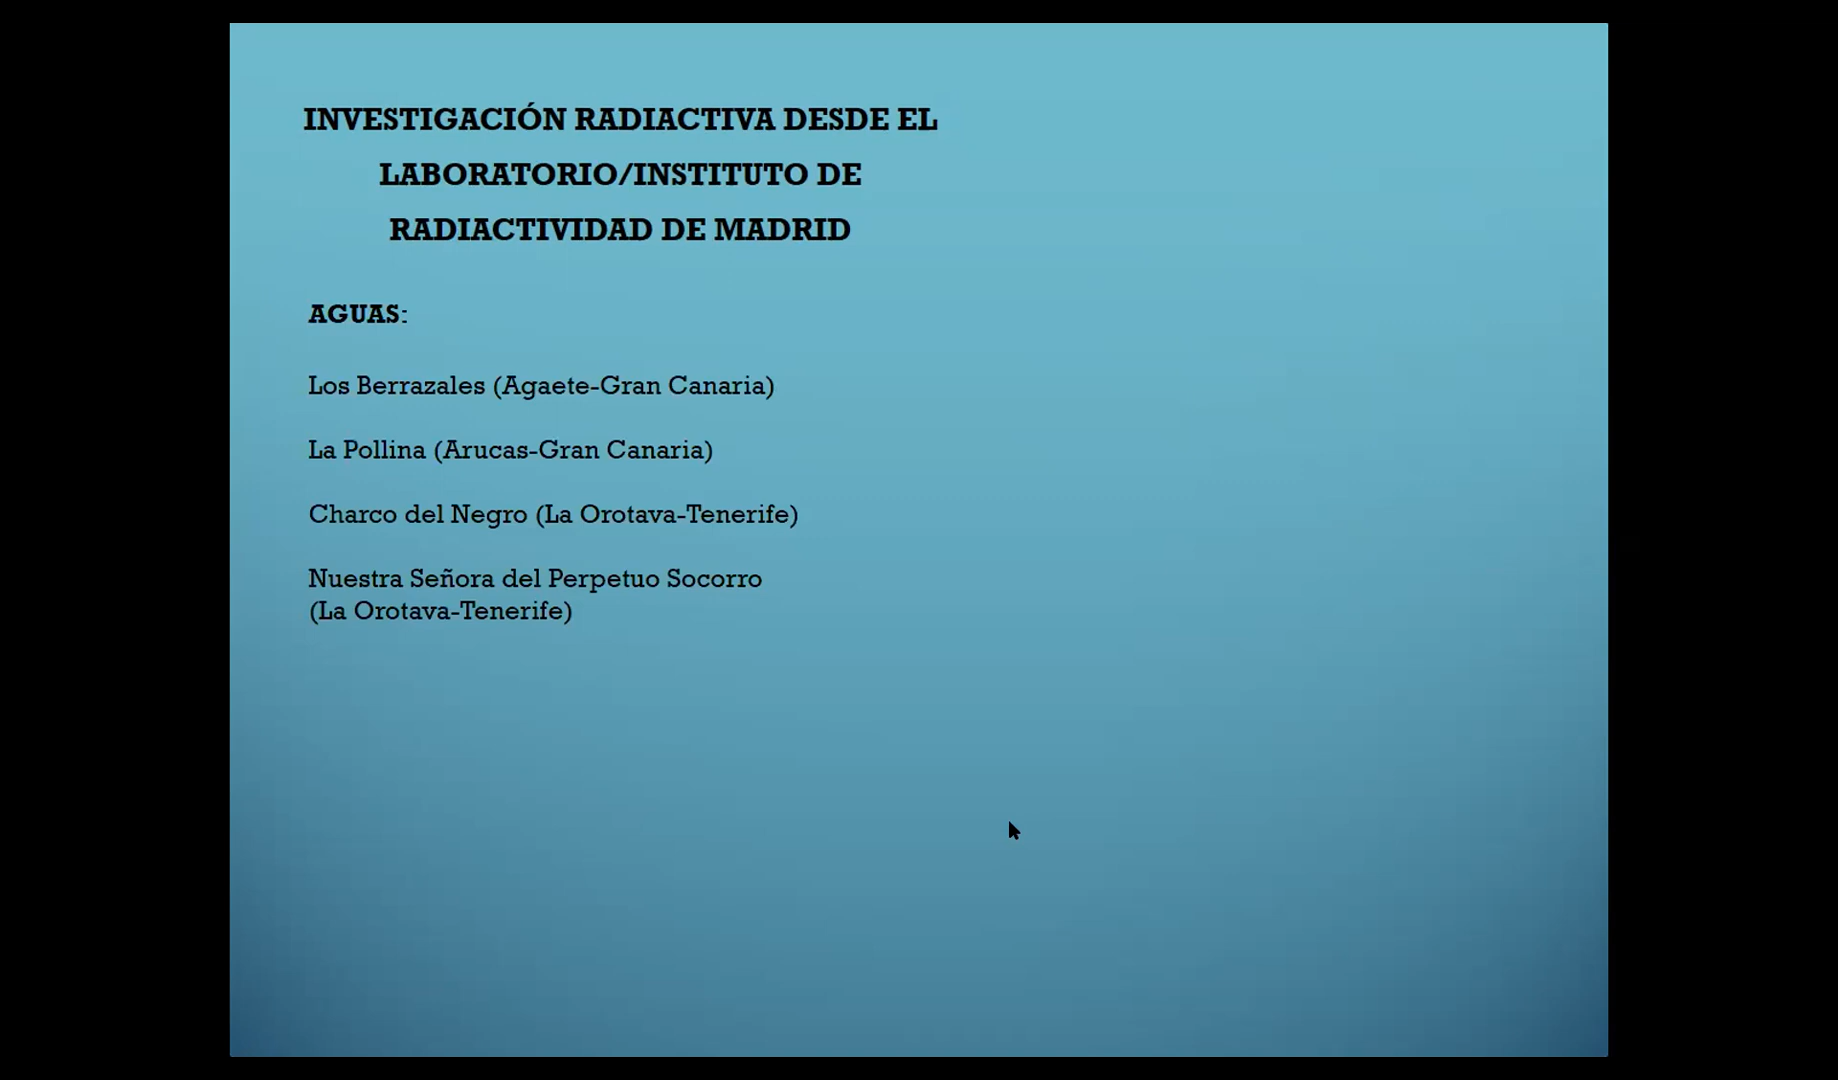 INVESTIGACIÓN RADIACTIVA DESDE EL
LABORATORIO/INSTITUTO DE
RADIACTIVIDAD DE MADRID
AGUAS:
Los Berrazales (Agaete-Gran Canaria)
La Pollina (Arucas-Gran Canaria)
Charco del Negro (La Orotava-Tenerife)
Nuestra Señora del Perpetuo Socorro
(La Orotava-Tenerife)